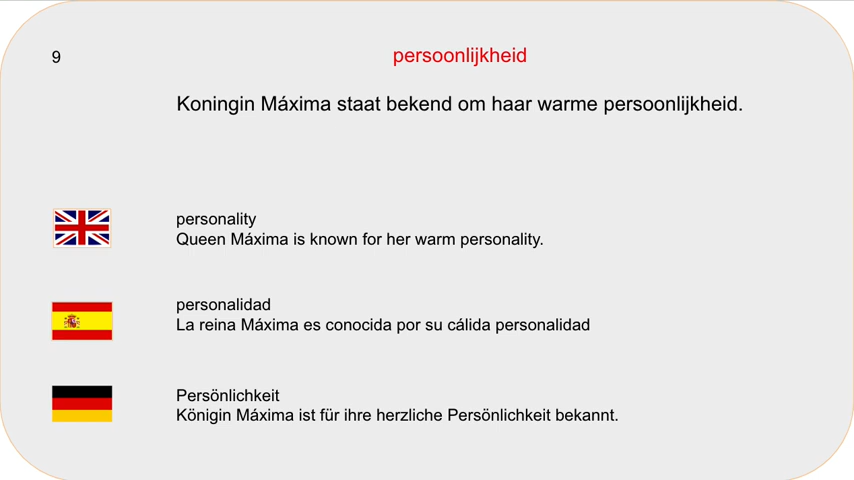 9
persoonlijkheid
Koningin Máxima staat bekend om haar warme persoonlijkheid.
personality
Queen Máxima is known for her warm personality.
personalidad
La reina Máxima es conocida por su cálida personalidad
Persönlichkeit
Königin Máxima ist für ihre herzliche Persönlichkeit bekannt.